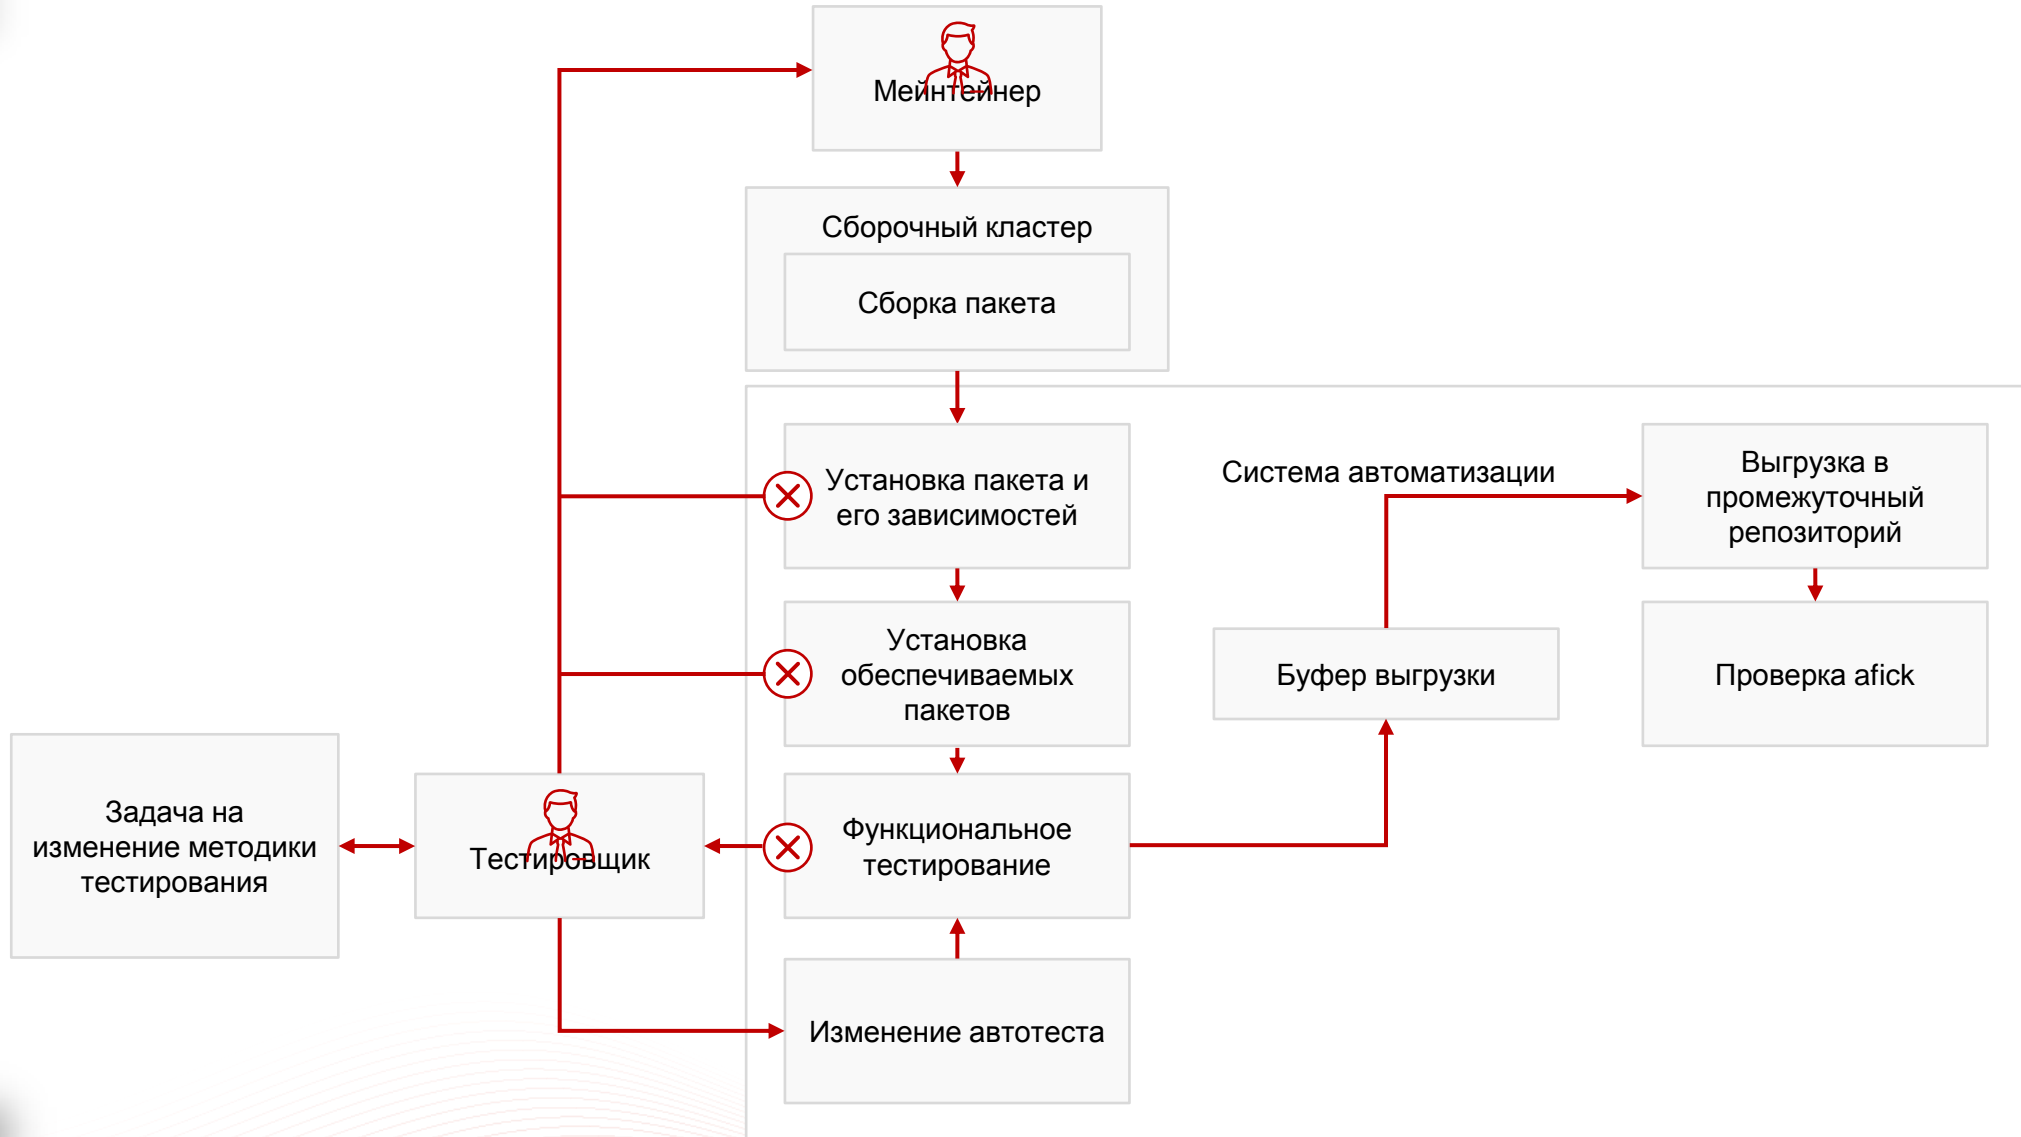 Мейнтейнер
Сборочный кластер
Сборка пакета
Установка пакета и
его зависимостей
Система автоматизации
Выгрузка в
промежуточный
репозиторий
Установка
обеспечиваемых
пакетов
Буфер выгрузки
Проверка afick
Задача на
изменение методики
тестирования
Тестировщик
Функциональное
тестирование
Изменение автотеста